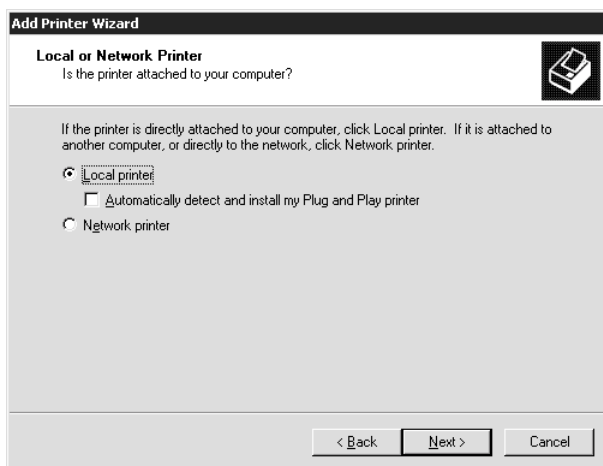 Add Printer Wizard
Local or Network Printer
Is the printer attached to your computer?
If the printer is directly attached to your computer, click Local printer. If it is attached to
another computer, or directly to the network, click Network printer.
Local printer
Automatically detect and install my Plug and Play printer
Network printer
< Back Next > Cancel